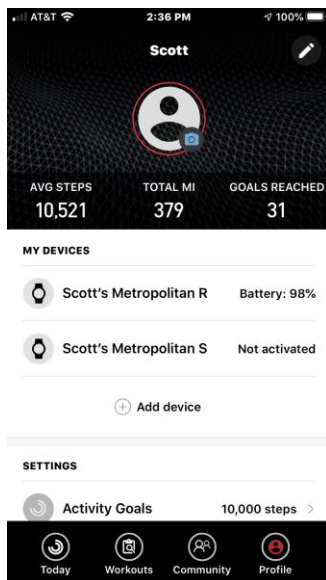 AT&T 2:36 PM 100%
Scott
AVG STEPS TOTAL MI GOALS REACHED
10,521 379 31
MY DEVICES
Scott's Metropolitan R Battery: 98%
Scott's Metropolitan S Not activated
Add device
SETTINGS
Activity Goals 10,000 steps
Today Workouts Community Profile